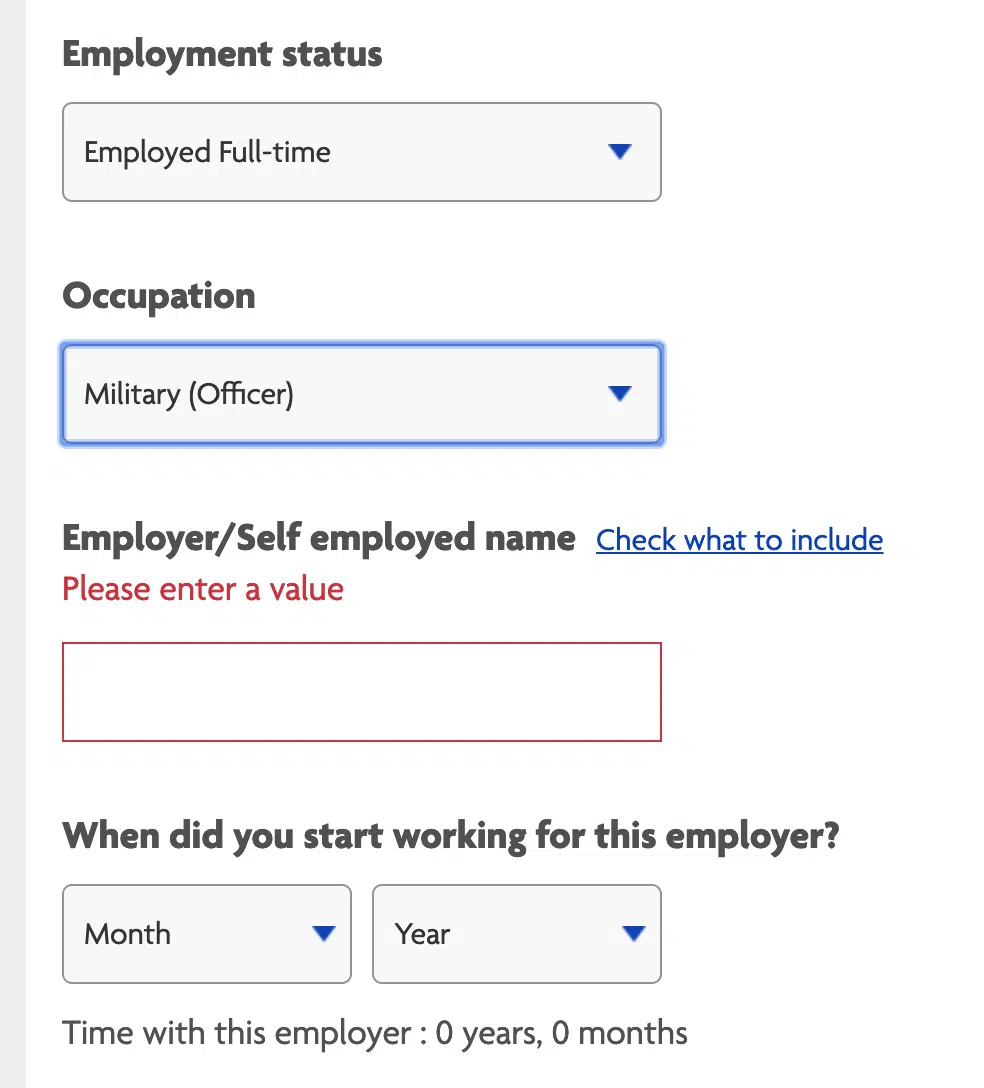 Employment status
Employed Full-time
Occupation
Military (Officer)
Employer/Self employed name Check what to include
Please enter a value
When did you start working for this employer?
Month Year
Time with this employer : 0 years, 0 months